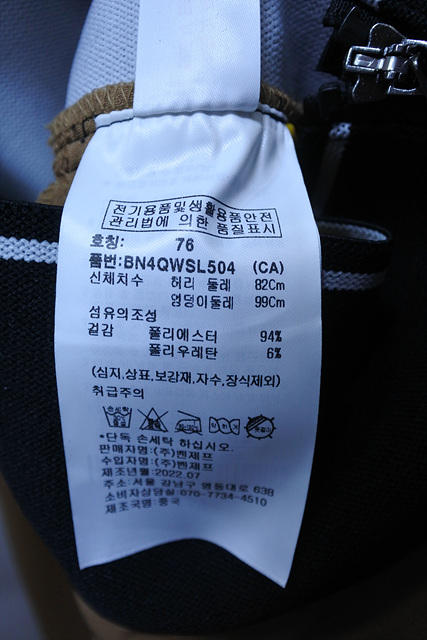 전기용품및생활용품안전
관리법에 의한 품질표시
호칭: 76
품번:BN4QWSL504 (CA)
신체치수 허리 둘레 82Cm
엉덩이둘레 99Cm
섬유의조성
겉감 폴리에스터 94%
폴리우레탄 6%
(심지,상표,보강재,자수,장식제외)
취급주의
손세탁
*단독 손세탁 하십시오.
판매자명:(주)벤제프
수입자명:(주)벤제프
제조년월:2022.07
주소:서울 강남구 영동대로 63B
소비자상담실:070-7734-4510
제조국명:중국